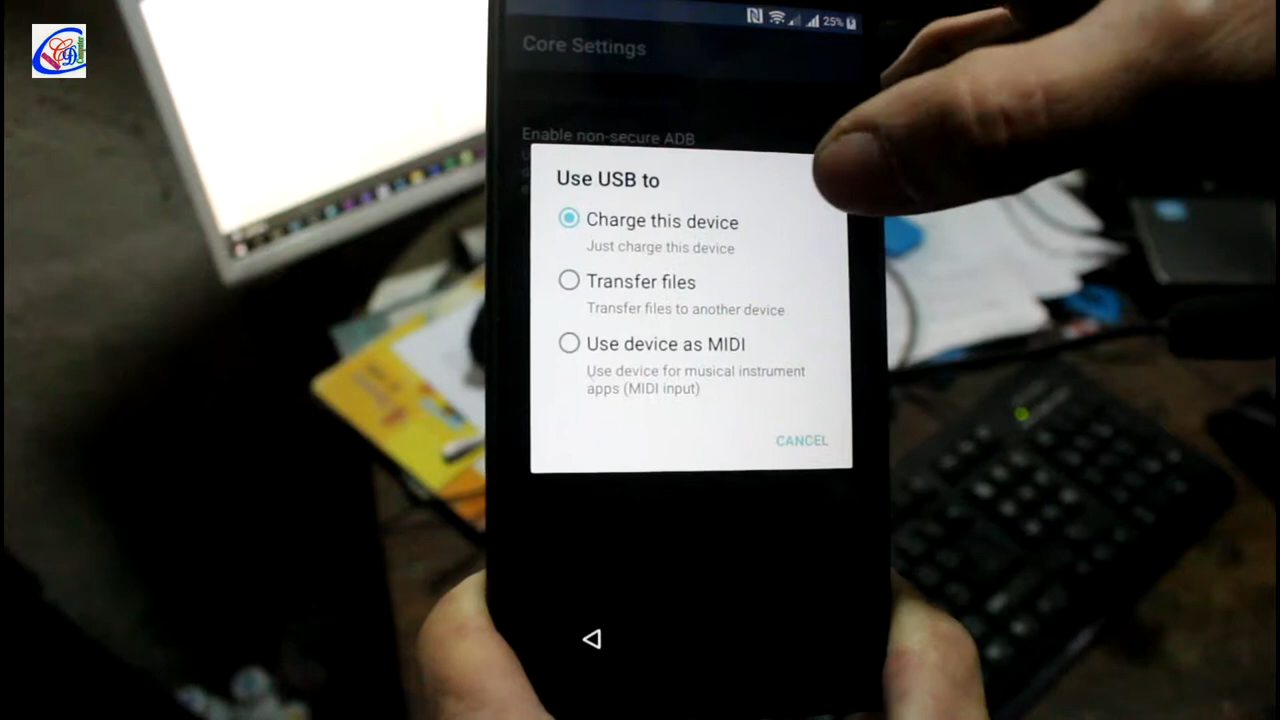 25%
Core Settings
Enable non-secure ADB
Use USB to
Charge this device
Just charge this device
Transfer files
Transfer files to another device
Use device as MIDI
Use device for musical instrument
apps (MIDI input)
CANCEL